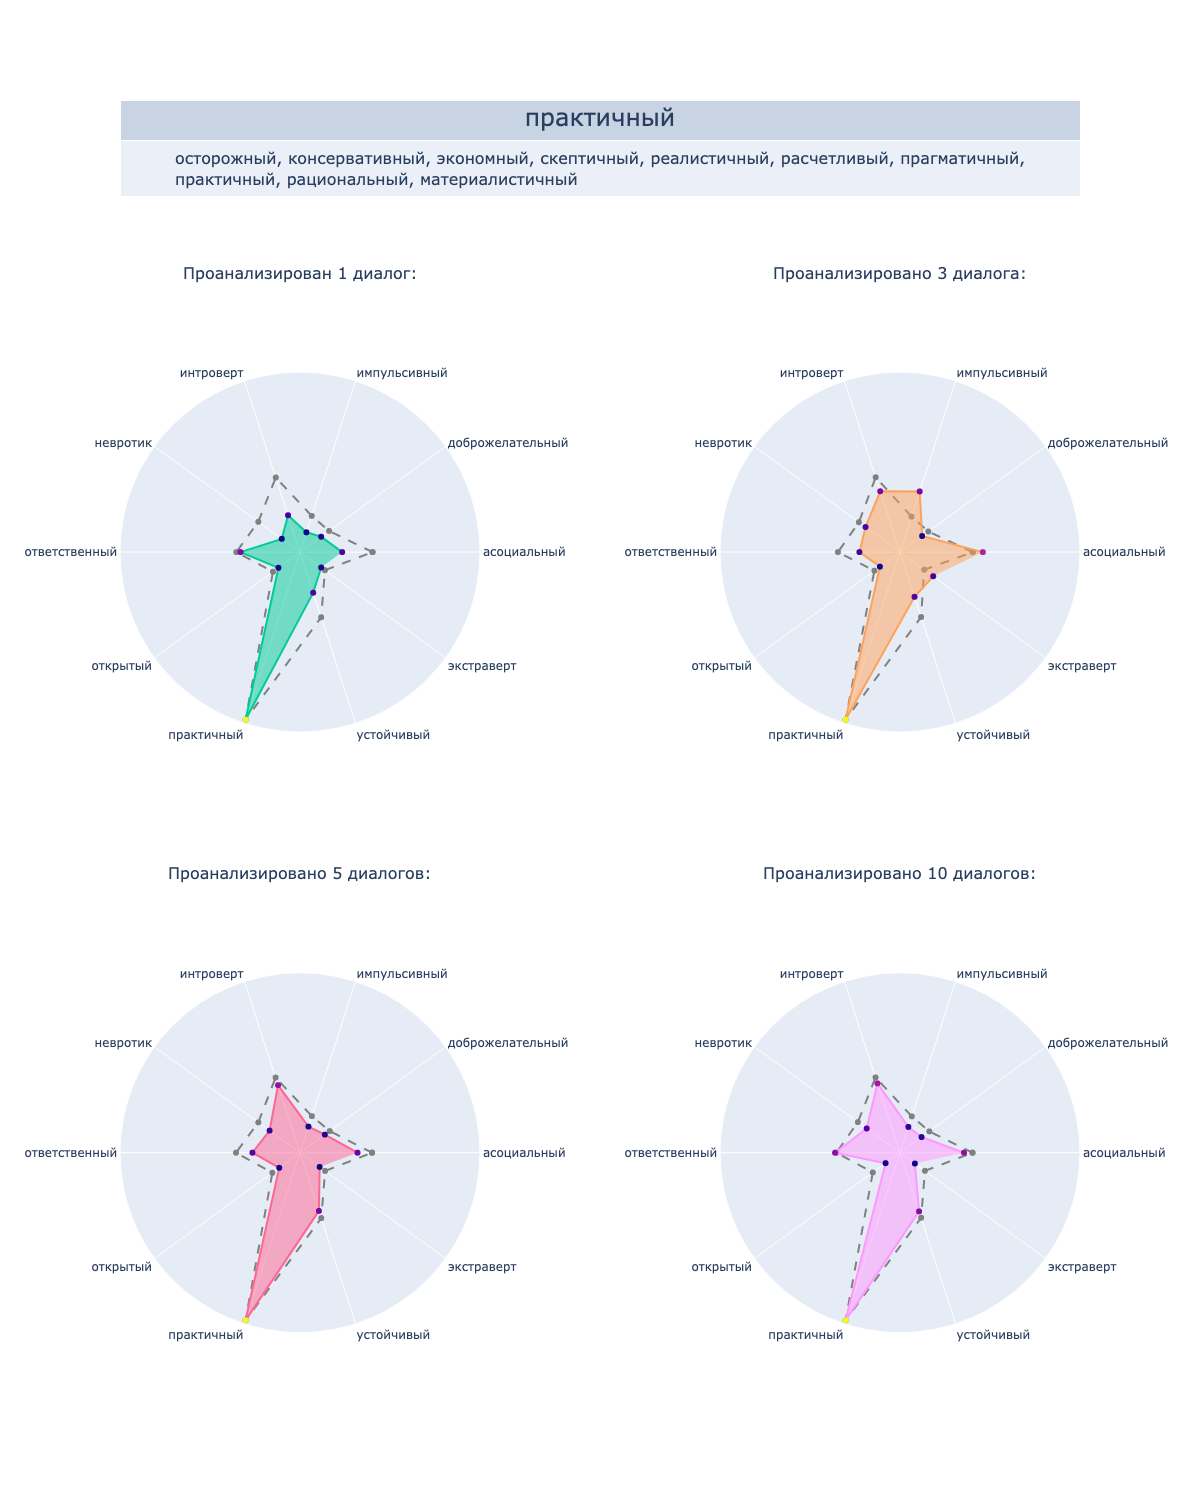 практичный
осторожный, консервативный, экономный, скептичный, реалистичный, расчетливый, прагматичный,
практичный, рациональный, материалистичный
Проанализирован 1 диалог:
интроверт
импульсивный
невротик
доброжелательный
ответственный
асоциальный
открытый
экстраверт
практичный
устойчивый
Проанализировано 3 диалога:
интроверт
импульсивный
невротик
доброжелательный
ответственный
асоциальный
открытый
экстраверт
практичный
устойчивый
Проанализировано 5 диалогов:
интроверт
импульсивный
невротик
доброжелательный
ответственный
асоциальный
открытый
экстраверт
практичный
устойчивый
Проанализировано 10 диалогов:
интроверт
импульсивный
невротик
доброжелательный
ответственный
асоциальный
открытый
экстраверт
практичный
устойчивый